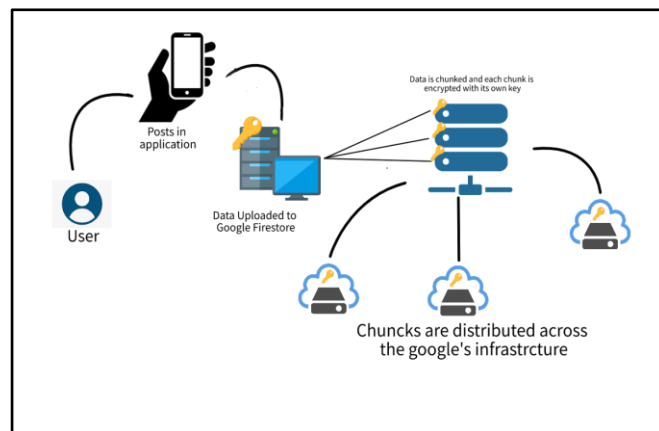 User
Posts in
application
Data Uploaded to
Google Firestore
Data is chunked and each chunk is
encrypted with its own key
Chuncks are distributed across
the google's infrastrcture